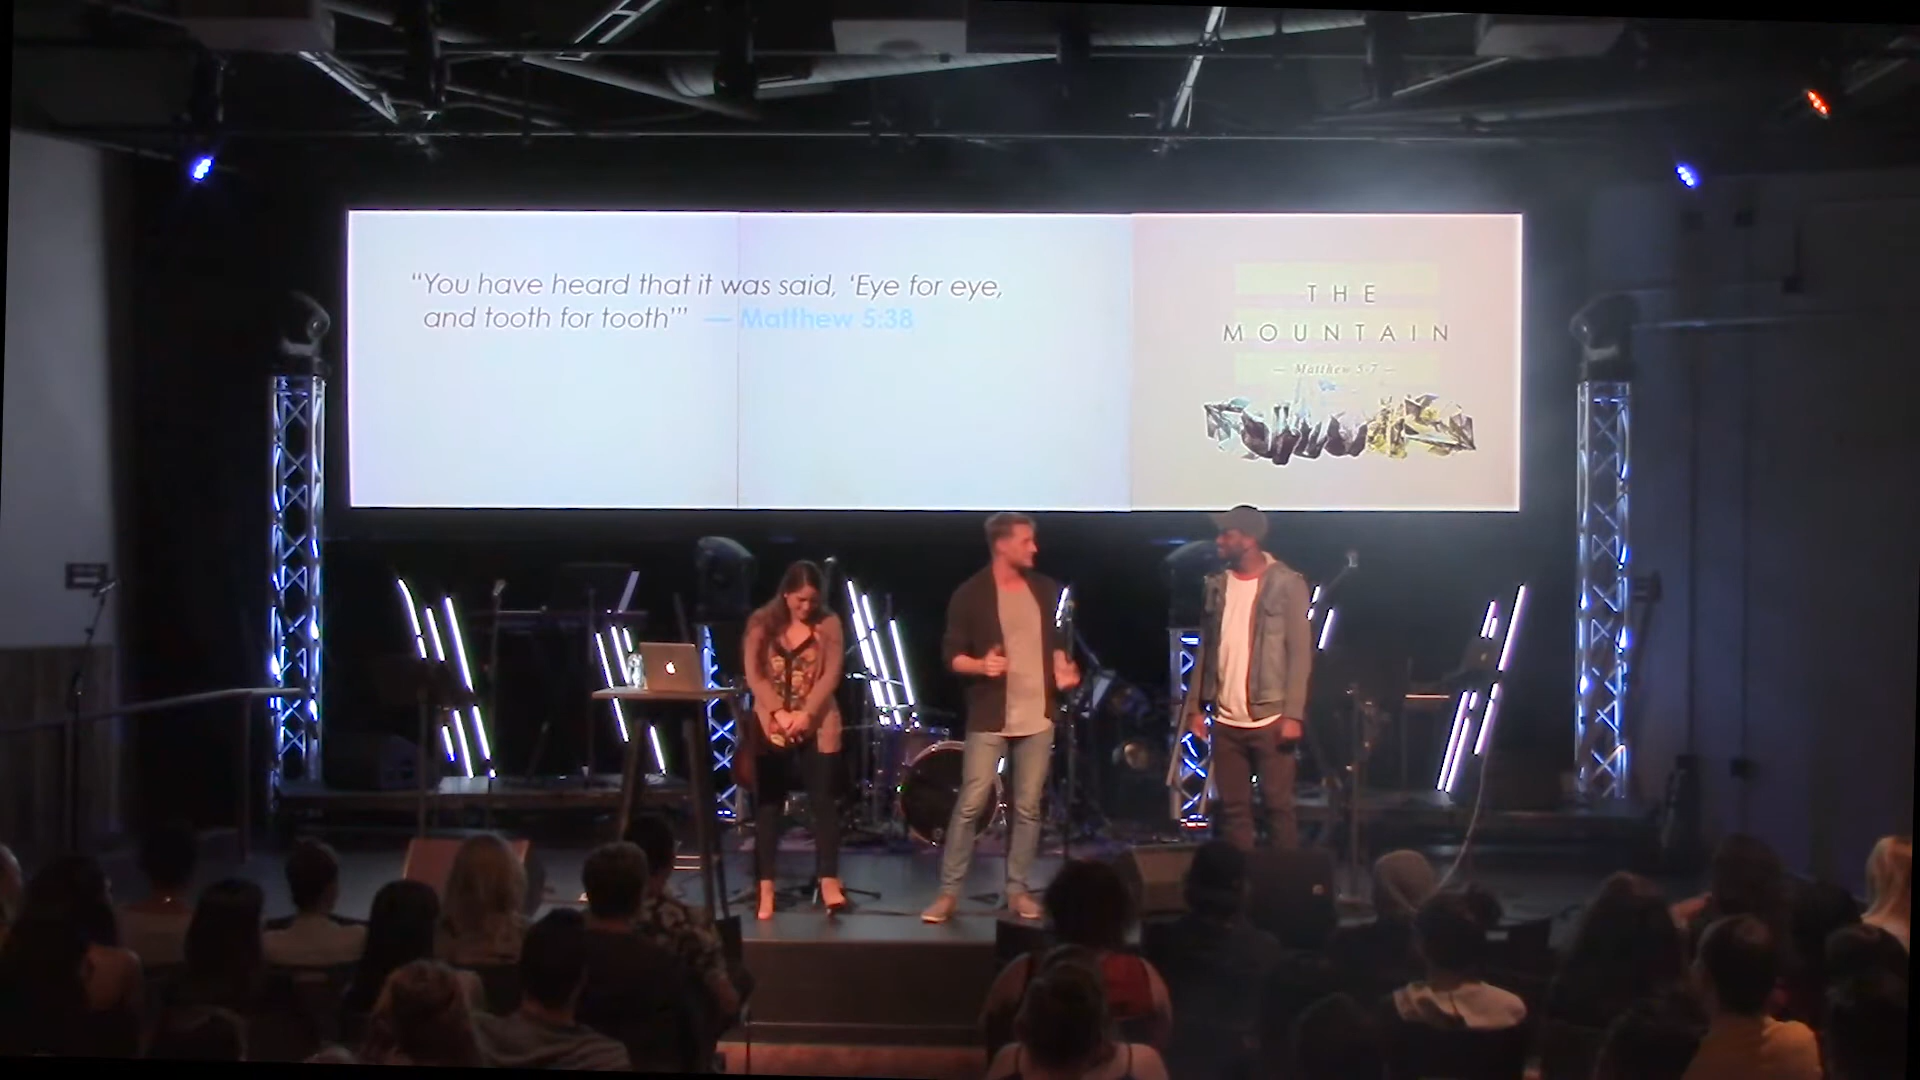 “You have heard that it was said, ‘Eye for eye,
and tooth for tooth’” — Matthew 5:38
THE
MOUNTAIN
— Matthew 5-7 —